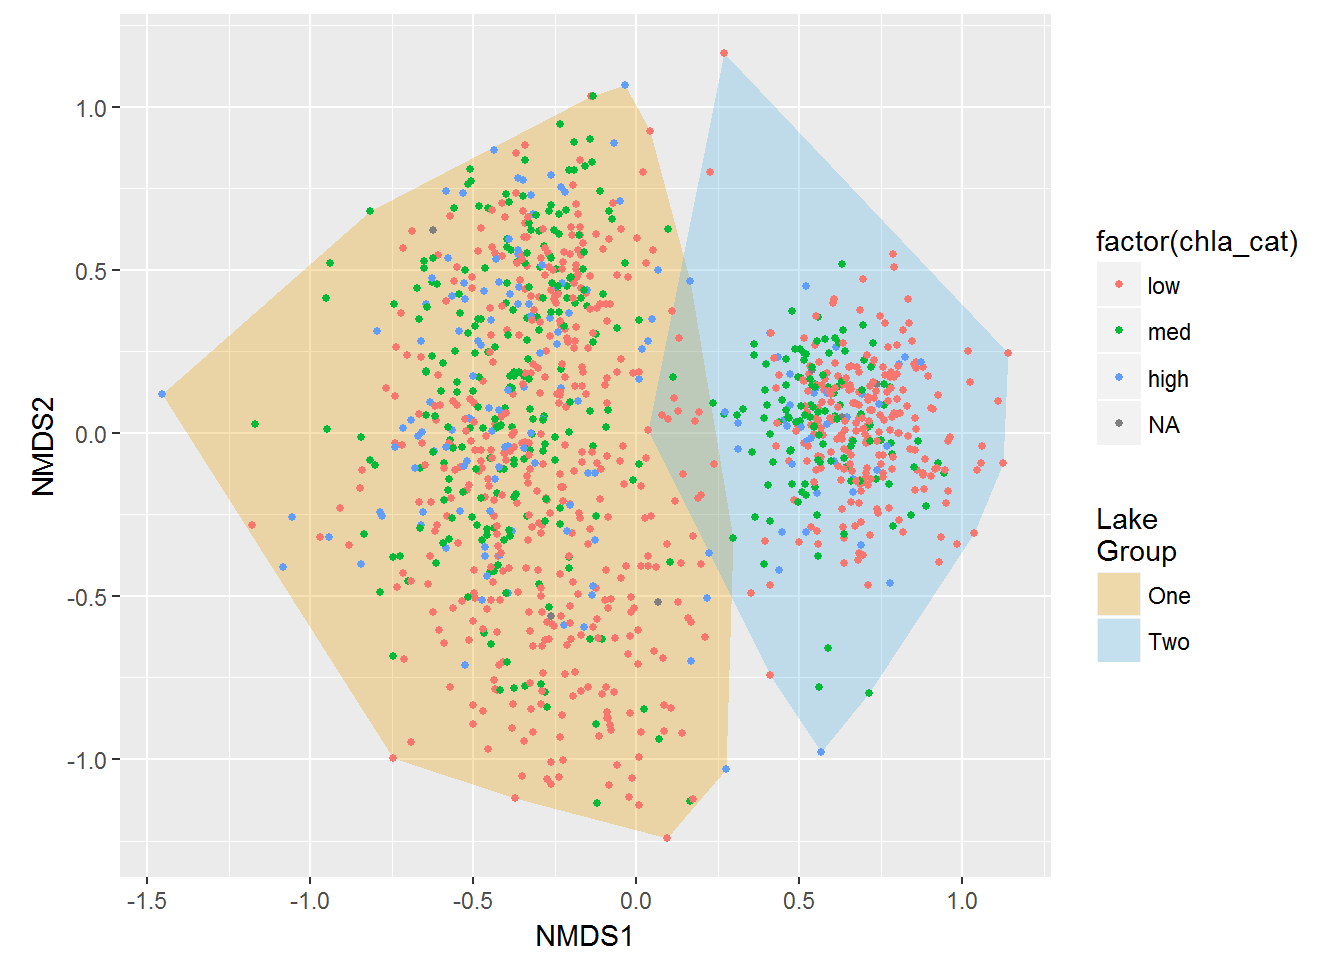 1.0
0.5
0.0
-0.5
-1.0
NMDS2
-1.5
-1.0
-0.5
0.0
0.5
1.0
NMDS1
factor(chla_cat)
low
med
high
NA
Lake
Group
One
Two